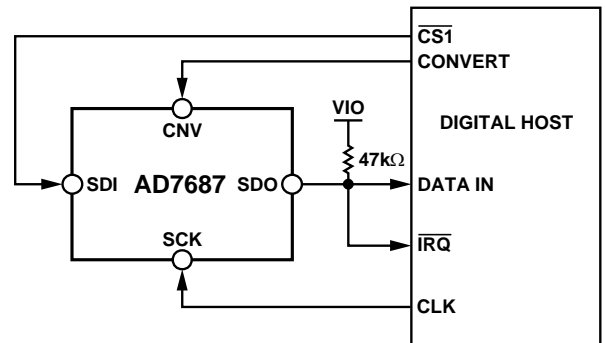 CS1
CONVERT
VIO
CNV
DIGITAL HOST
47kΩ
SDI
AD7687
SDO
DATA IN
SCK
IRQ
CLK